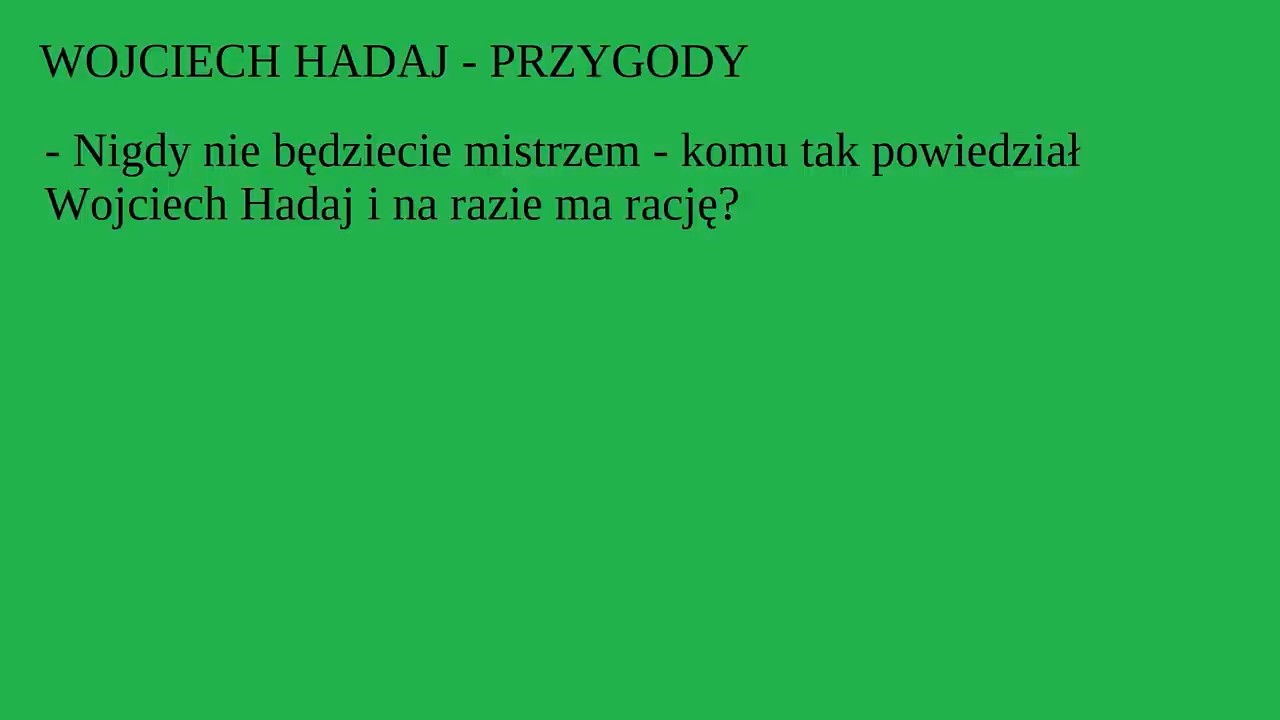 WOJCIECH HADAJ - PRZYGODY
- Nigdy nie będziecie mistrzem - komu tak powiedział
Wojciech Hadaj i na razie ma rację?